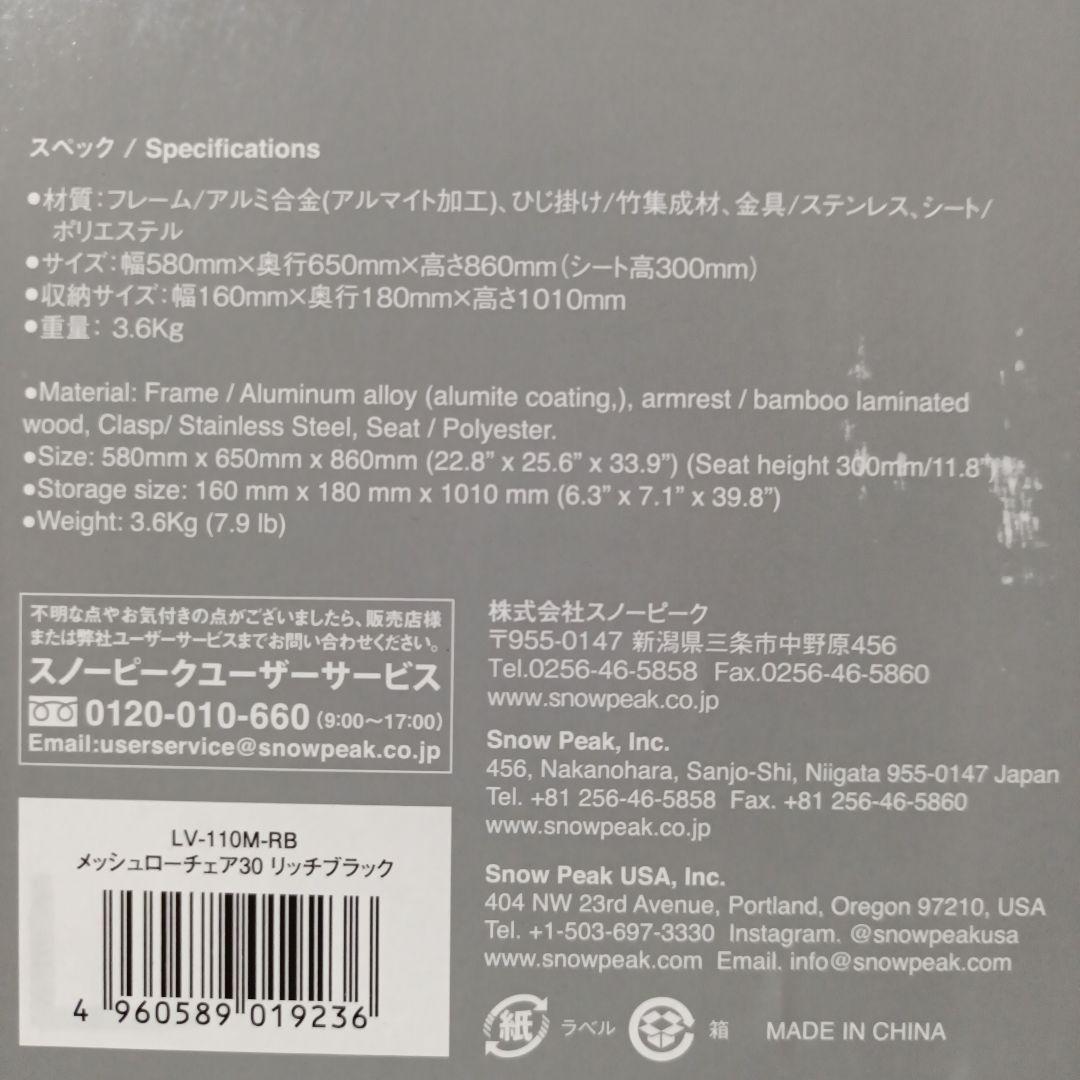 スペック / Specifications
●材質：フレーム/アルミ合金(アルマイト加工)、ひじ掛け/竹集成材、金具/ステンレス、シート/
ポリエステル
●サイズ：幅580mm×奥行650mm×高さ860mm（シート高300mm）
●収納サイズ：幅160mm×奥行180mm×高さ1010mm
●重量： 3.6Kg
●Material: Frame / Aluminum alloy (alumite coating,), armrest / bamboo laminated
wood, Clasp/ Stainless Steel, Seat / Polyester.
●Size: 580mm x 650mm x 860mm (22.8” x 25.6” x 33.9”) (Seat height 300mm/11.8”)
●Storage size: 160 mm x 180 mm x 1010 mm (6.3” x 7.1” x 39.8”)
●Weight: 3.6Kg (7.9 lb)
不明な点やお気付きの点がございましたら、販売店様
または弊社ユーザーサービスまでお問い合わせください。
スノーピークユーザーサービス
0120-010-660（9:00～17:00）
Email:userservice@snowpeak.co.jp
株式会社スノーピーク
〒955-0147 新潟県三条市中野原456
Tel.0256-46-5858 Fax.0256-46-5860
www.snowpeak.co.jp
Snow Peak, Inc.
456, Nakanohara, Sanjo-Shi, Niigata 955-0147 Japan
Tel. +81 256-46-5858 Fax. +81 256-46-5860
www.snowpeak.co.jp
Snow Peak USA, Inc.
404 NW 23rd Avenue, Portland, Oregon 97210, USA
Tel. +1-503-697-3330 Instagram. @snowpeakusa
www.snowpeak.com Email. info@snowpeak.com
LV-110M-RB
メッシュローチェア30 リッチブラック
4 960589 019236
紙 ラベル 箱 MADE IN CHINA